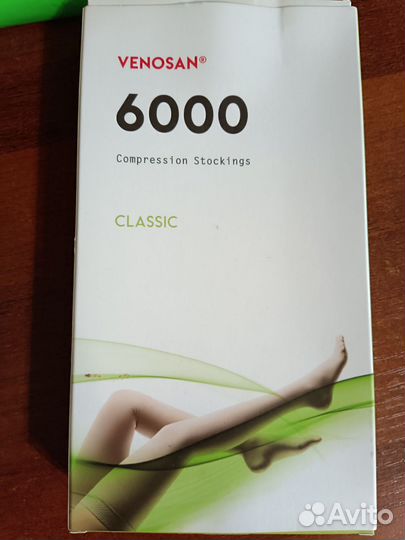 VENOSAN®
6000
Compression Stockings
CLASSIC
Avito